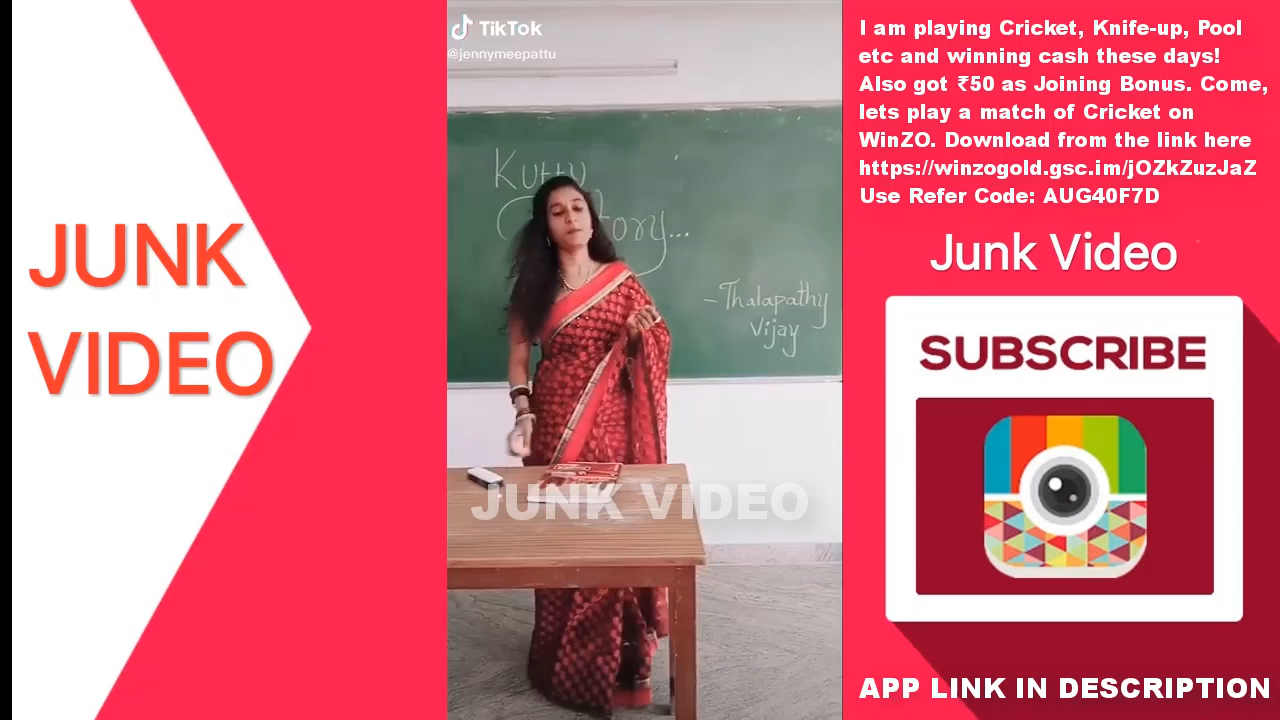 JUNK
VIDEO
TikTok
@jennymeepattu
Kutty
tory...
- Thalapathy
Vijay
JUNK VIDEO
I am playing Cricket, Knife-up, Pool
etc and winning cash these days!
Also got ₹50 as Joining Bonus. Come,
lets play a match of Cricket on
WinZO. Download from the link here
https://winzogold.gsc.im/jOZkZuzJaZ
Use Refer Code: AUG40F7D
Junk Video
SUBSCRIBE
APP LINK IN DESCRIPTION